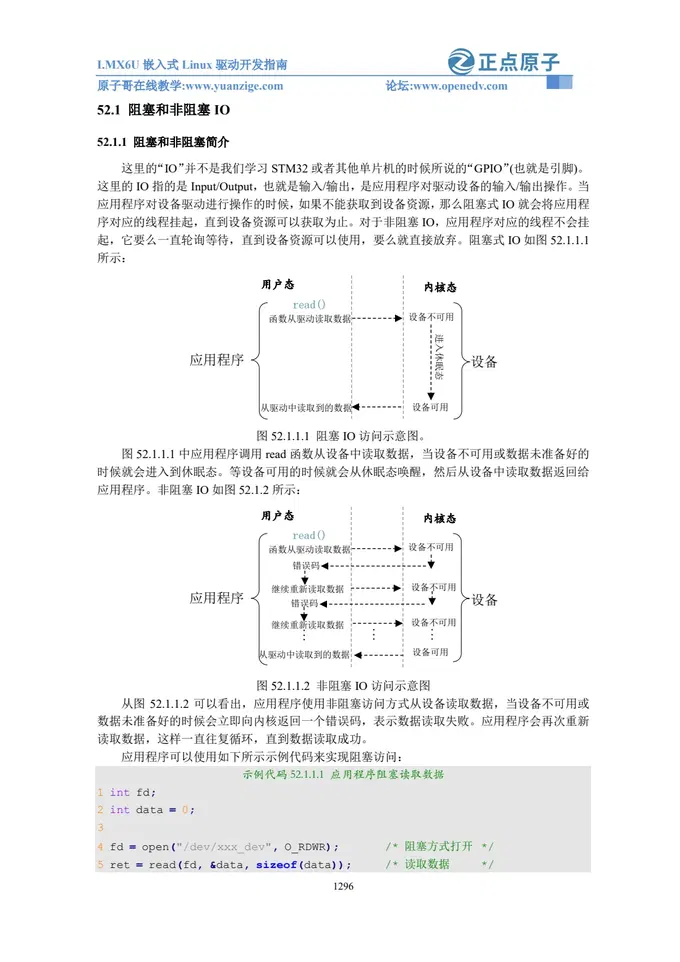 I.MX6U 嵌入式 Linux 驱动开发指南
正点原子
原子哥在线教学:www.yuanzige.com 论坛:www.openedv.com
52.1 阻塞和非阻塞 IO
52.1.1 阻塞和非阻塞简介
这里的“IO”并不是我们学习 STM32 或者其他单片机的时候所说的“GPIO”(也就是引脚)。
这里的 IO 指的是 Input/Output，也就是输入/输出，是应用程序对驱动设备的输入/输出操作。当
应用程序对设备驱动进行操作的时候，如果不能获取到设备资源，那么阻塞式 IO 就会将应用程
序对应的线程挂起，直到设备资源可以获取为止。对于非阻塞 IO，应用程序对应的线程不会挂
起，它要么一直轮询等待，直到设备资源可以使用，要么就直接放弃。阻塞式 IO 如图 52.1.1.1
所示：
用户态 内核态
read()
函数从驱动读取数据 设备不可用
进入休眠态
应用程序 设备
从驱动中读取到的数据 设备可用
图 52.1.1.1 阻塞 IO 访问示意图。
图 52.1.1.1 中应用程序调用 read 函数从设备中读取数据，当设备不可用或数据未准备好的
时候就会进入到休眠态。等设备可用的时候就会从休眠态唤醒，然后从设备中读取数据返回给
应用程序。非阻塞 IO 如图 52.1.2 所示：
用户态 内核态
read()
函数从驱动读取数据 设备不可用
错误码
继续重新读取数据 设备不可用
应用程序 设备
错误码
继续重新读取数据 设备不可用
从驱动中读取到的数据 设备可用
图 52.1.1.2 非阻塞 IO 访问示意图
从图 52.1.1.2 可以看出，应用程序使用非阻塞访问方式从设备读取数据，当设备不可用或
数据未准备好的时候会立即向内核返回一个错误码，表示数据读取失败。应用程序会再次重新
读取数据，这样一直往复循环，直到数据读取成功。
应用程序可以使用如下所示示例代码来实现阻塞访问：
示例代码 52.1.1.1 应用程序阻塞读取数据
1 int fd;
2 int data = 0;
3
4 fd = open("/dev/xxx_dev", O_RDWR); /* 阻塞方式打开 */
5 ret = read(fd, &data, sizeof(data)); /* 读取数据 */
1296